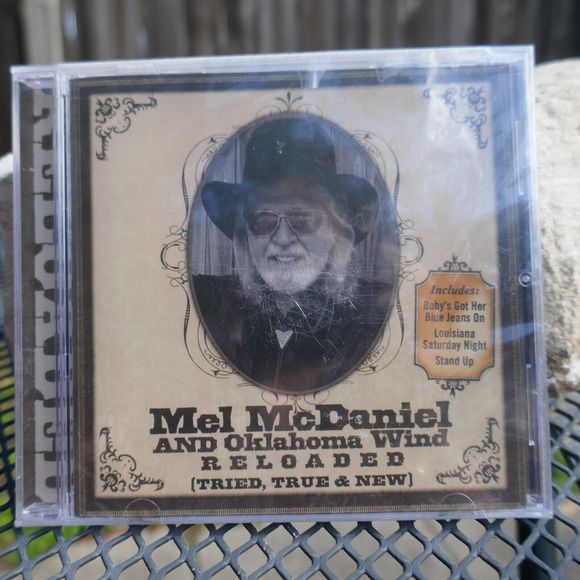 Includes:
Baby's Got Her
Blue Jeans On
Louisiana
Saturday Night
Stand Up
Mel McDaniel
AND Oklahoma Wind
RELOADED
(TRIED, TRUE & NEW)